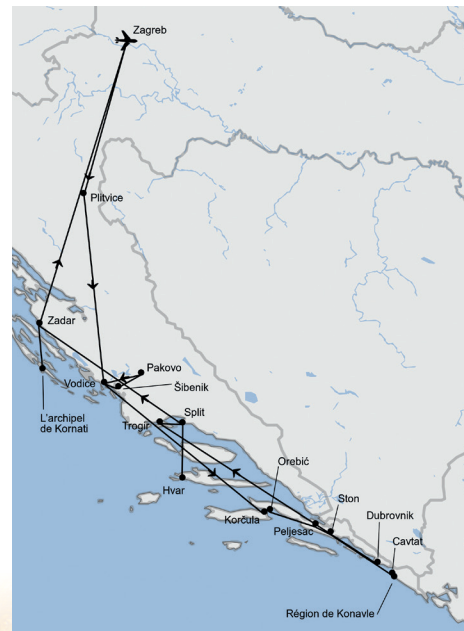 Zagreb
Plitvice
Zadar
Pakovo
Vodice
Šibenik
L'archipel
de Kornati
Split
Trogir
Hvar
Orebić
Korčula
Peljesac
Ston
Dubrovnik
Cavtat
Région de Konavle